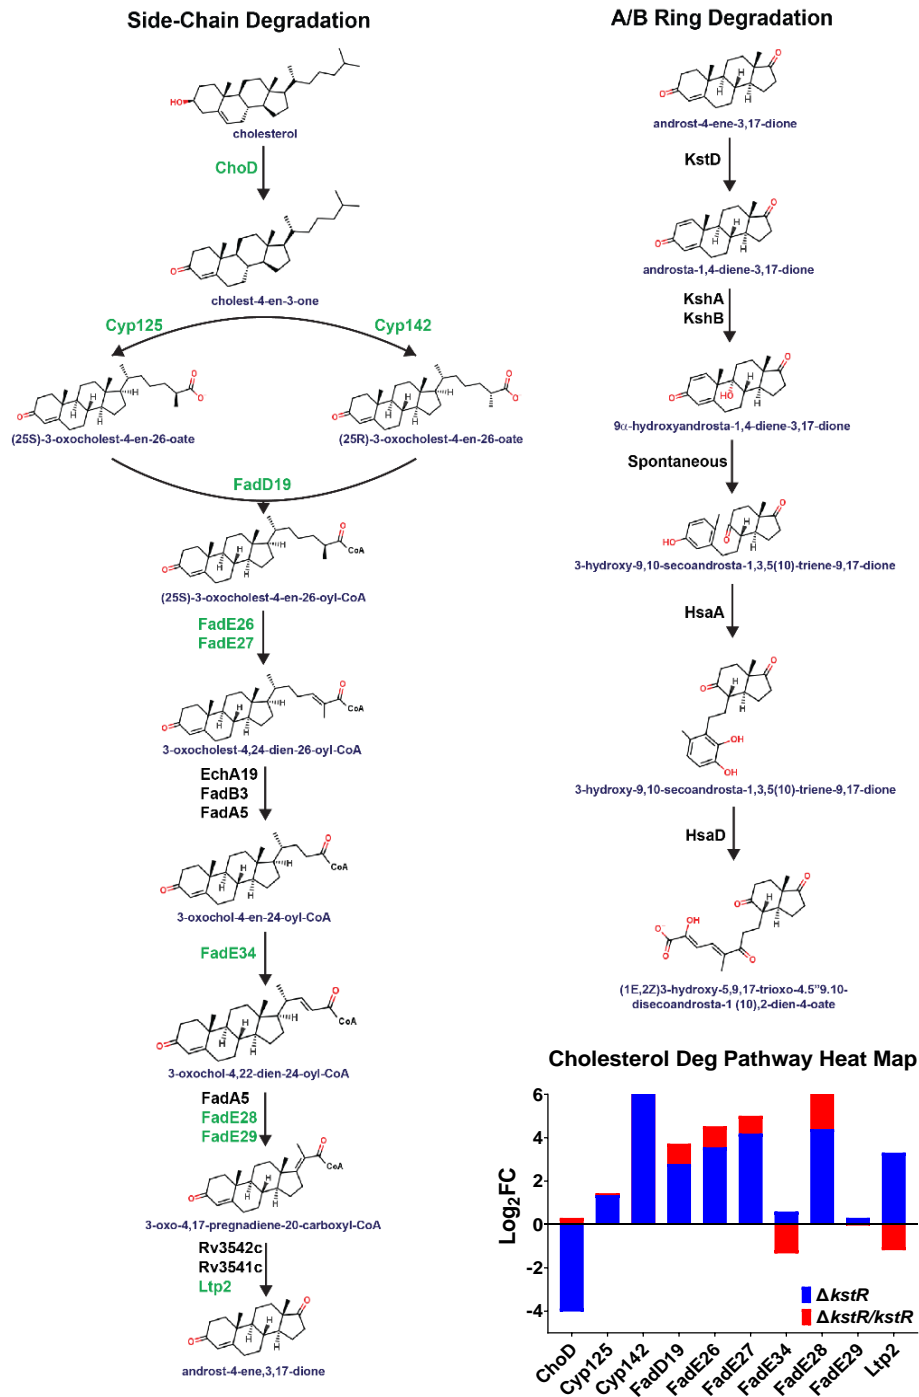 Side-Chain Degradation
HO
cholesterol
ChoD
O
cholest-4-en-3-one
Cyp125
Cyp142
O
H
H
H
H
O
O
(25S)-3-oxocholest-4-en-26-oate
O
H
H
H
H
O
O
(25R)-3-oxocholest-4-en-26-oate
FadD19
O
H
H
H
H
O
CoA
(25S)-3-oxocholest-4-en-26-oyl-CoA
FadE26
FadE27
O
H
H
H
H
O
CoA
3-oxocholest-4,24-dien-26-oyl-CoA
EchA19
FadB3
FadA5
O
H
H
H
H
O
CoA
3-oxochol-4-en-24-oyl-CoA
FadE34
O
H
H
H
H
O
CoA
3-oxochol-4,22-dien-24-oyl-CoA
FadA5
FadE28
FadE29
O
H
H
H
O
CoA
3-oxo-4,17-pregnadiene-20-carboxyl-CoA
Rv3542c
Rv3541c
Ltp2
O
H
H
H
O
androst-4-ene,3,17-dione
A/B Ring Degradation
O
H
H
H
O
androst-4-ene-3,17-dione
KstD
O
H
H
H
O
androsta-1,4-diene-3,17-dione
KshA
KshB
O
HO
H
H
O
9α-hydroxyandrosta-1,4-diene-3,17-dione
Spontaneous
HO
O
H
H
O
3-hydroxy-9,10-secoandrosta-1,3,5(10)-triene-9,17-dione
HsaA
O
H
H
O
OH
OH
3-hydroxy-9,10-secoandrosta-1,3,5(10)-triene-9,17-dione
HsaD
O
H
H
O
O-
O
OH
O
(1E,2Z)3-hydroxy-5,9,17-trioxo-4.5"9.10-
disecoandrosta-1 (10),2-dien-4-oate
Cholesterol Deg Pathway Heat Map
Log2FC
6
4
2
0
-2
-4
ΔkstR
ΔkstR/kstR
ChoD
Cyp125
Cyp142
FadD19
FadE26
FadE27
FadE34
FadE28
FadE29
Ltp2